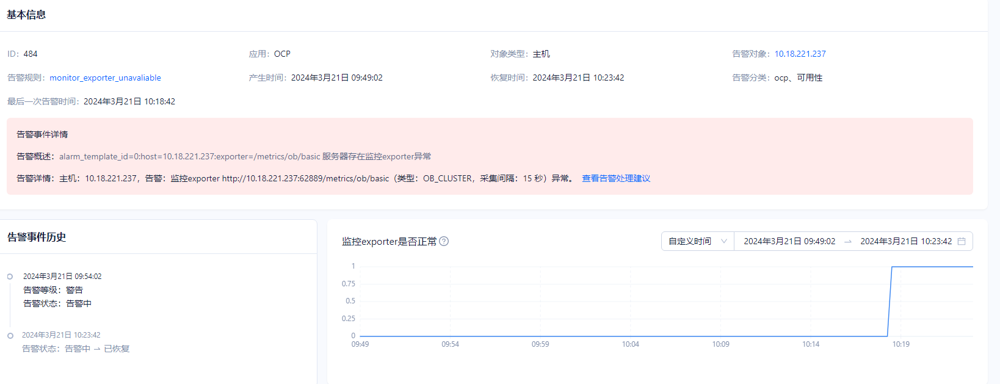 基本信息
ID: 484 应用: OCP 对象类型: 主机 告警对象: 10.18.221.237
告警规则: monitor_exporter_unavaliable 产生时间: 2024年3月21日 09:49:02 恢复时间: 2024年3月21日 10:23:42 告警分类: ocp、可用性
最后一次告警时间: 2024年3月21日 10:18:42
告警事件详情
告警概述: alarm_template_id=0:host=10.18.221.237:exporter=/metrics/ob/basic 服务器存在监控exporter异常
告警详情: 主机: 10.18.221.237，告警: 监控exporter http://10.18.221.237:62889/metrics/ob/basic（类型: OB_CLUSTER，采集间隔: 15 秒）异常。 查看告警处理建议
告警事件历史
2024年3月21日 09:54:02
告警等级: 警告
告警状态: 告警中
2024年3月21日 10:23:42
告警状态: 告警中 → 已恢复
监控exporter是否正常 ? 自定义时间 2024年3月21日 09:49:02 → 2024年3月21日 10:23:42
1
0.75
0.5
0.25
0
09:49 09:54 09:59 10:04 10:09 10:14 10:19